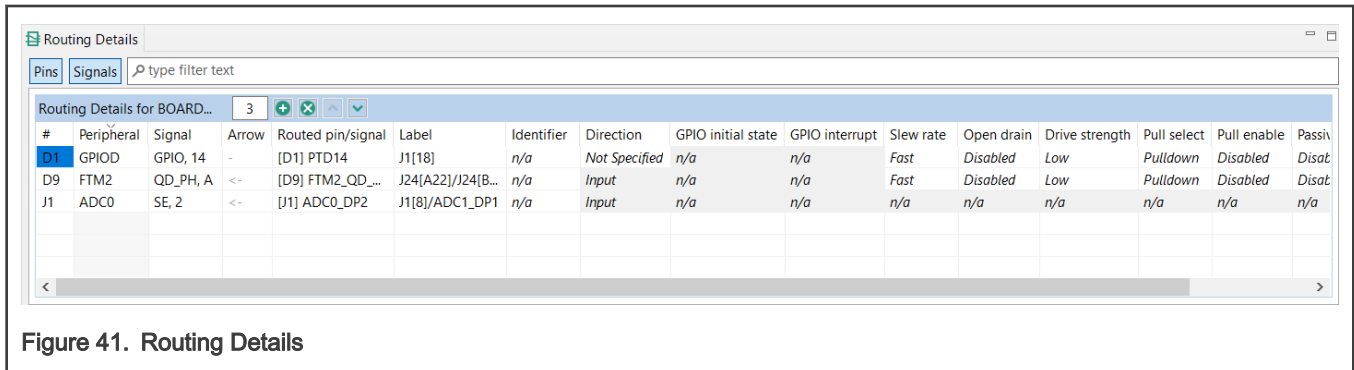 Routing Details
Pins Signals type filter text
Routing Details for BOARD... 3
# Peripheral Signal Arrow Routed pin/signal Label Identifier Direction GPIO initial state GPIO interrupt Slew rate Open drain Drive strength Pull select Pull enable Passiv
D1 GPIOD GPIO, 14 - [D1] PTD14 J1[18] n/a Not Specified n/a n/a Fast Disabled Low Pulldown Disabled Disab
D9 FTM2 QD_PH, A <- [D9] FTM2_QD_... J24[A22]/J24[B... n/a Input n/a n/a Fast Disabled Low Pulldown Disabled Disab
J1 ADC0 SE, 2 <- [J1] ADC0_DP2 J1[8]/ADC1_DP1 n/a Input n/a n/a n/a n/a n/a n/a n/a n/a
Figure 41. Routing Details